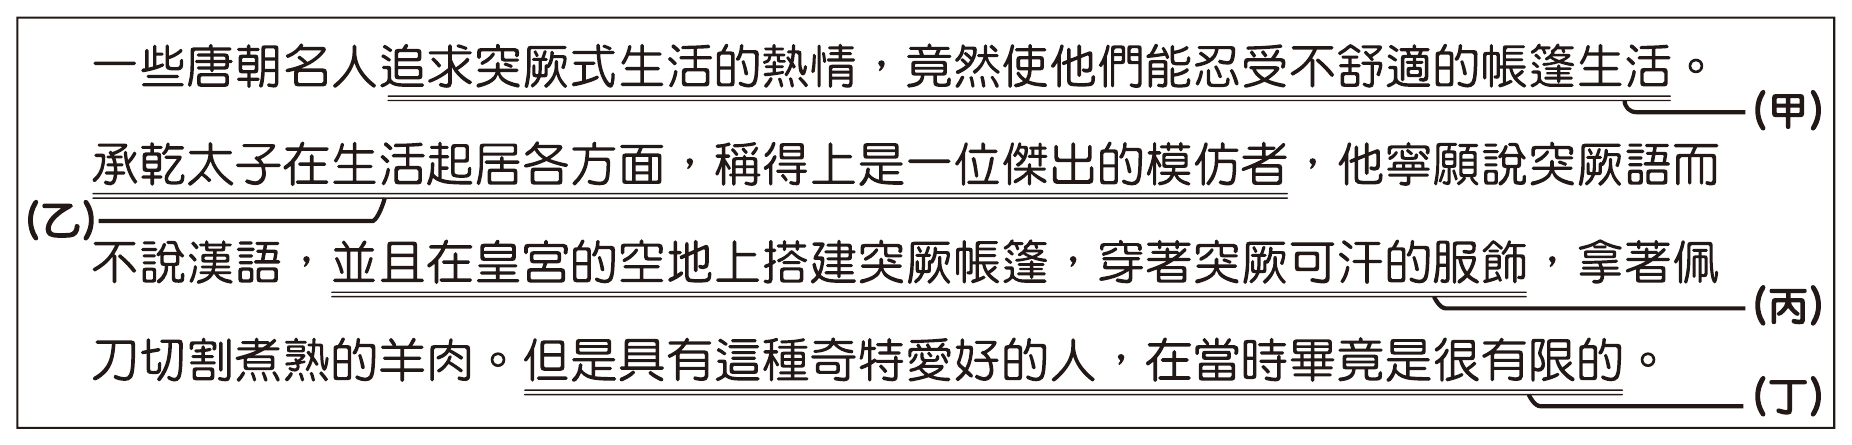 一些唐朝名人追求突厥式生活的熱情，竟然使他們能忍受不舒適的帳篷生活。
(甲)
承乾太子在生活起居各方面，稱得上是一位傑出的模仿者，他寧願說突厥語而
(乙)
不說漢語，並且在皇宮的空地上搭建突厥帳篷，穿著突厥可汗的服飾，拿著佩
(丙)
刀切割煮熟的羊肉。但是具有這種奇特愛好的人，在當時畢竟是很有限的。
(丁)